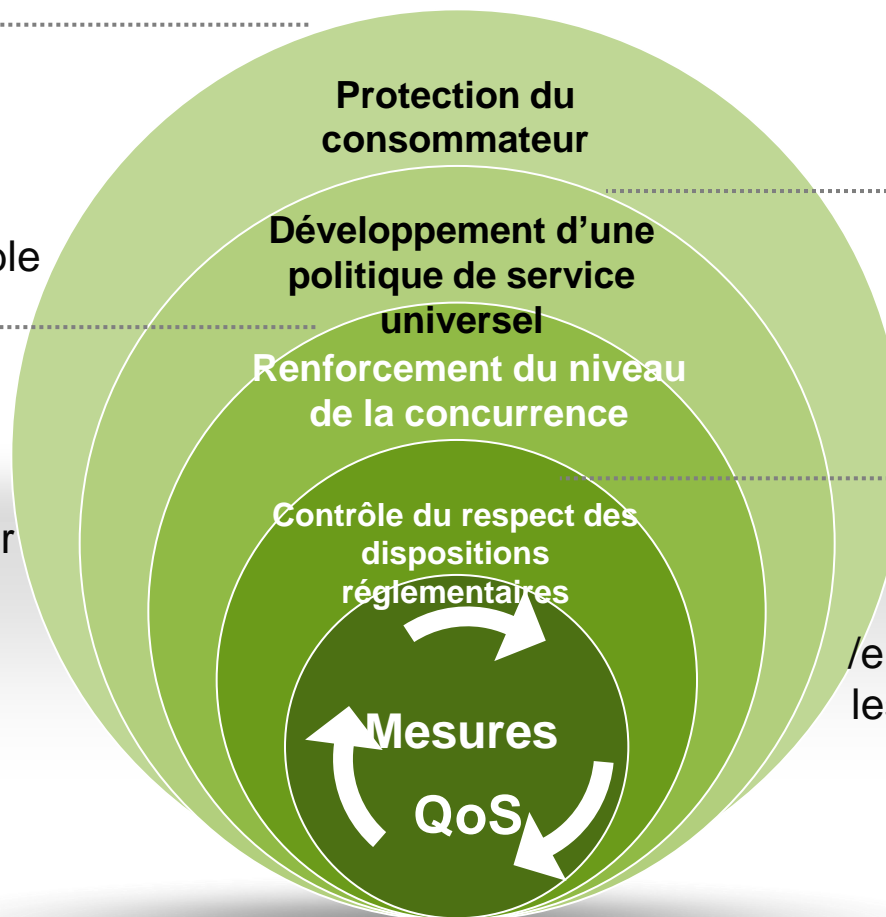 Protection du
consommateur
Développement d’une
politique de service
universel
Renforcement du niveau
de la concurrence
Contrôle du respect des
dispositions
réglementaires
Mesures
QoS